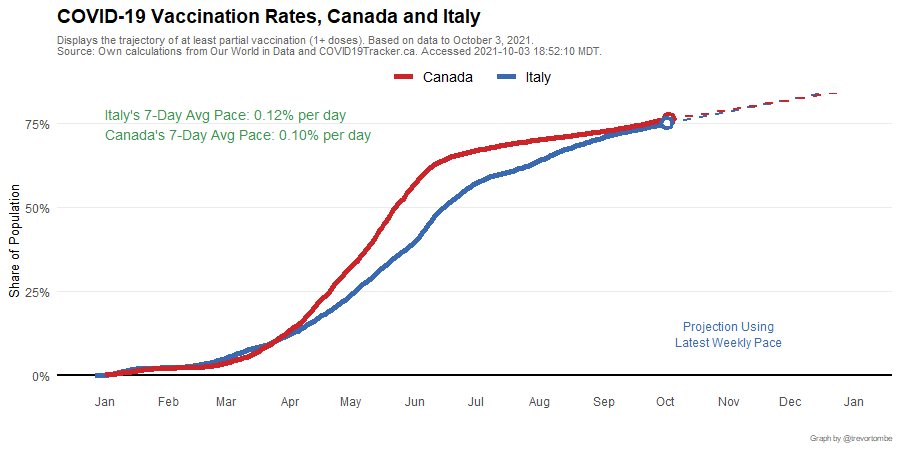 COVID-19 Vaccination Rates, Canada and Italy
Displays the trajectory of at least partial vaccination (1+ doses). Based on data to October 3, 2021.
Source: Own calculations from Our World in Data and COVID19Tracker.ca. Accessed 2021-10-03 18:52:10 MDT.
Canada Italy
Italy's 7-Day Avg Pace: 0.12% per day
Canada's 7-Day Avg Pace: 0.10% per day
75%
50%
25%
0%
Share of Population
Projection Using
Latest Weekly Pace
Jan Feb Mar Apr May Jun Jul Aug Sep Oct Nov Dec Jan
Graph by @trevortombe